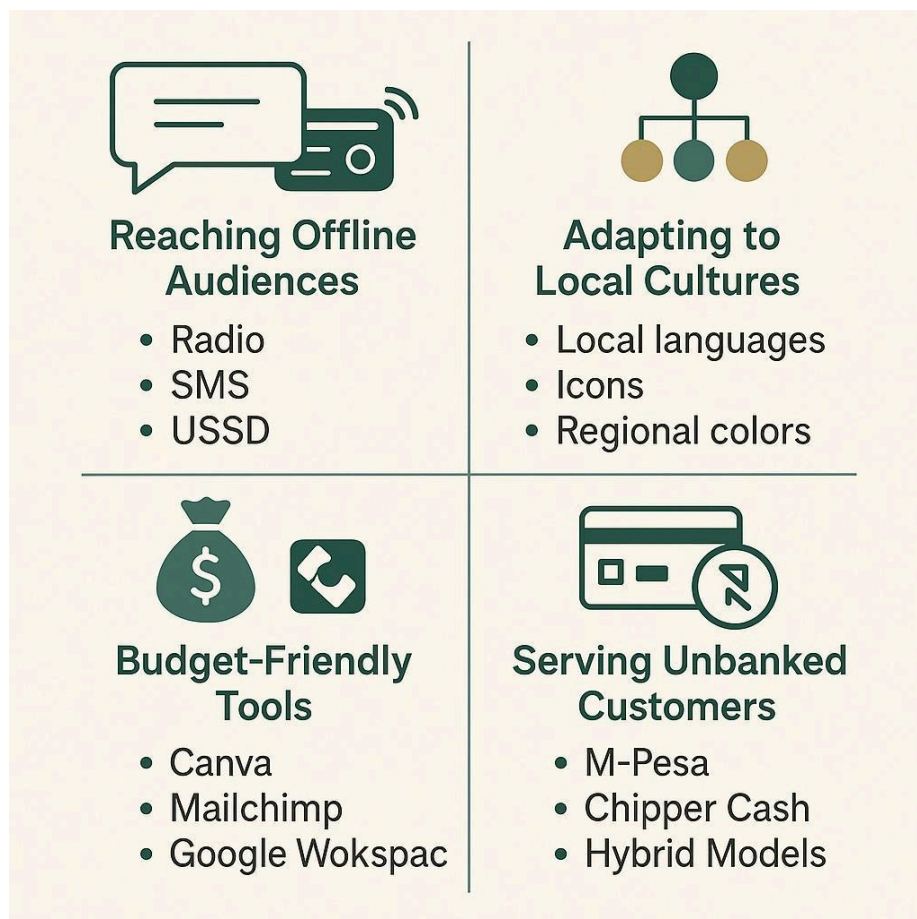 Reaching Offline
Audiences
• Radio
• SMS
• USSD
Adapting to
Local Cultures
• Local languages
• Icons
• Regional colors
$
Budget-Friendly
Tools
• Canva
• Mailchimp
• Google Wokspac
Serving Unbanked
Customers
• M-Pesa
• Chipper Cash
• Hybrid Models